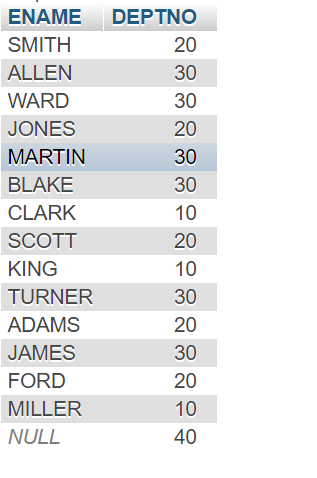 ENAME DEPTNO
SMITH 20
ALLEN 30
WARD 30
JONES 20
MARTIN 30
BLAKE 30
CLARK 10
SCOTT 20
KING 10
TURNER 30
ADAMS 20
JAMES 30
FORD 20
MILLER 10
NULL 40